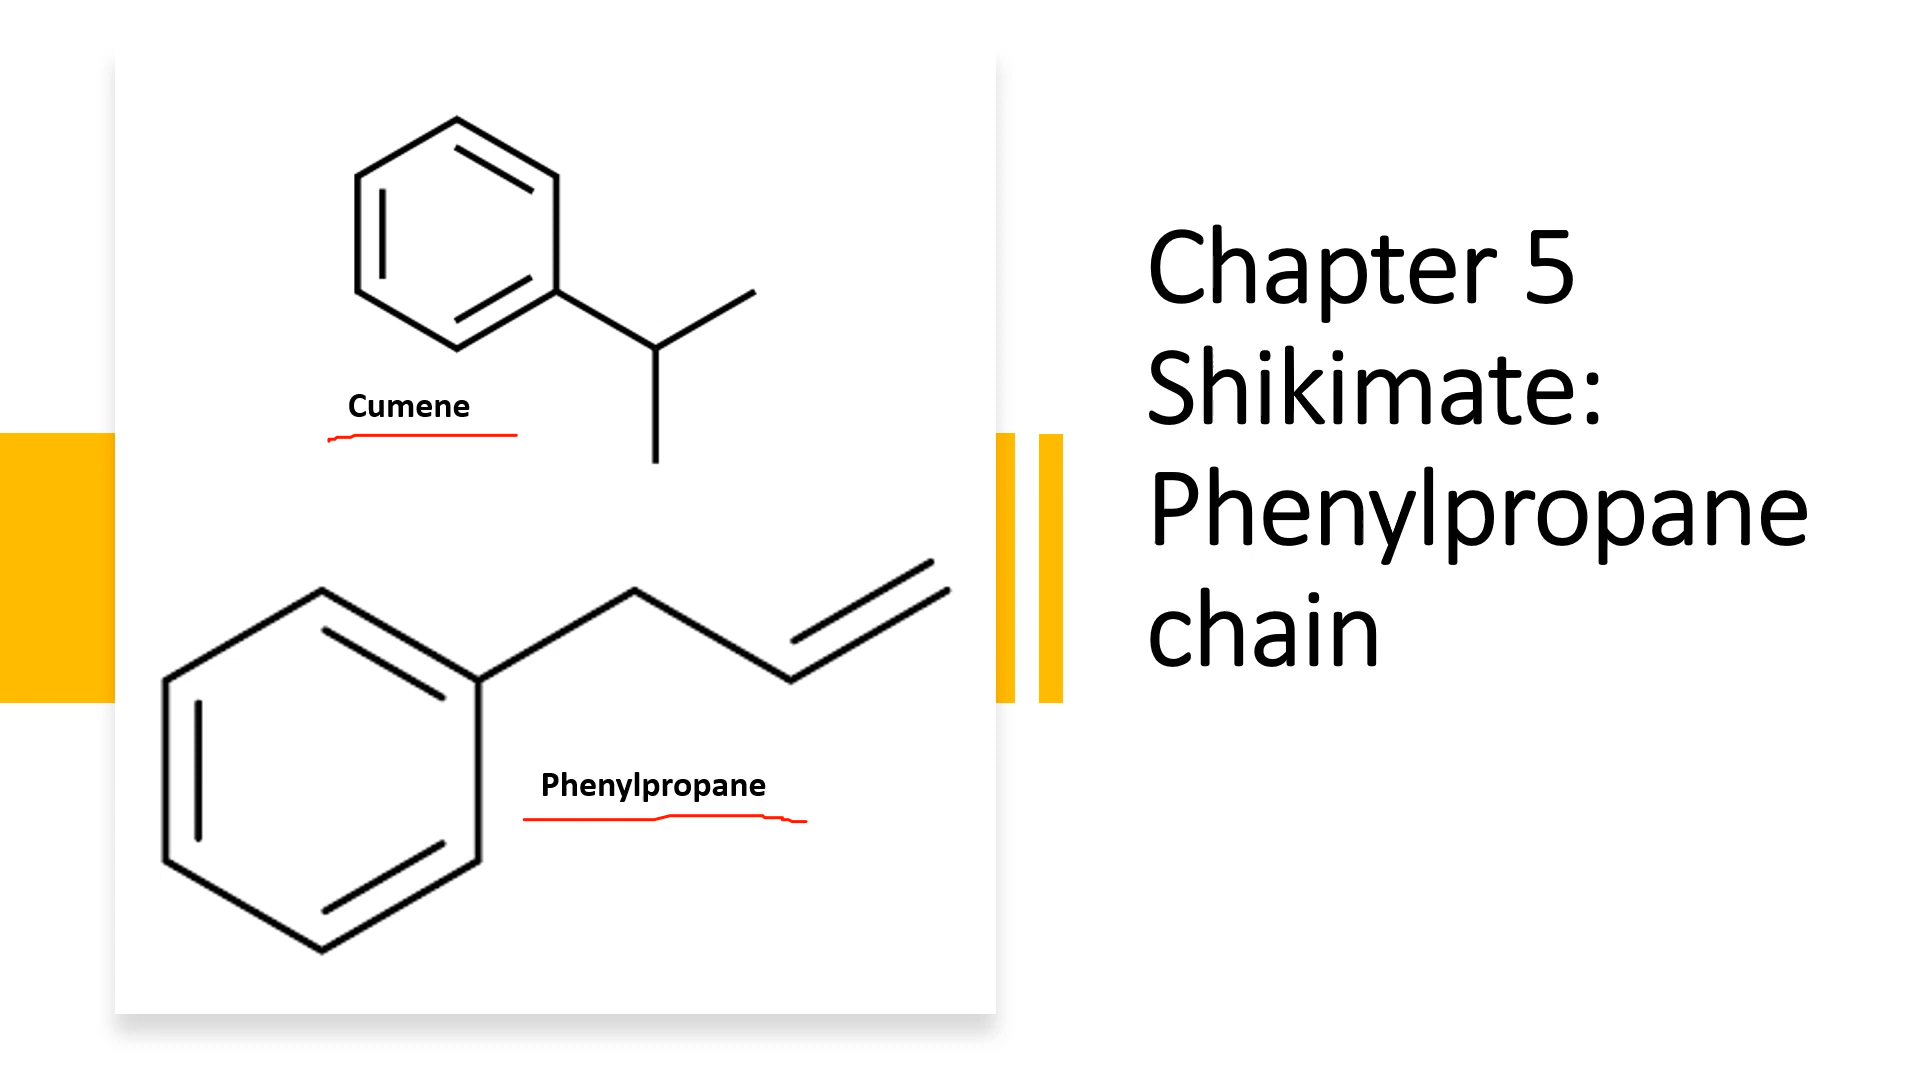 Cumene
Phenylpropane
Chapter 5
Shikimate:
Phenylpropane
chain